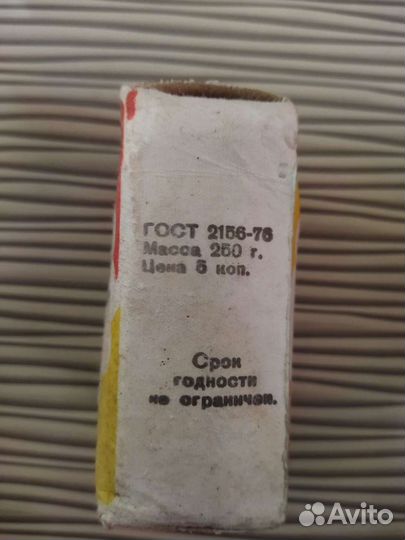 ГОСТ 2156-76
Масса 250 г.
Цена 5 коп.
Срок
годности
не ограничен.
Avito